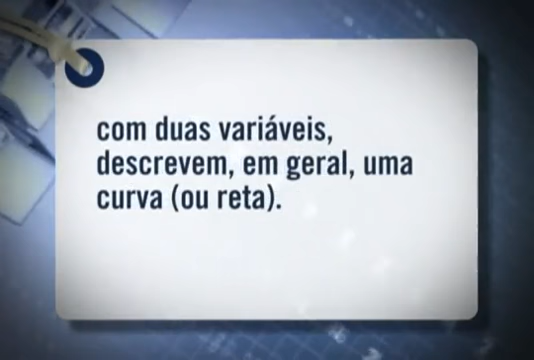 com duas variáveis,
descrevem, em geral, uma
curva (ou reta).